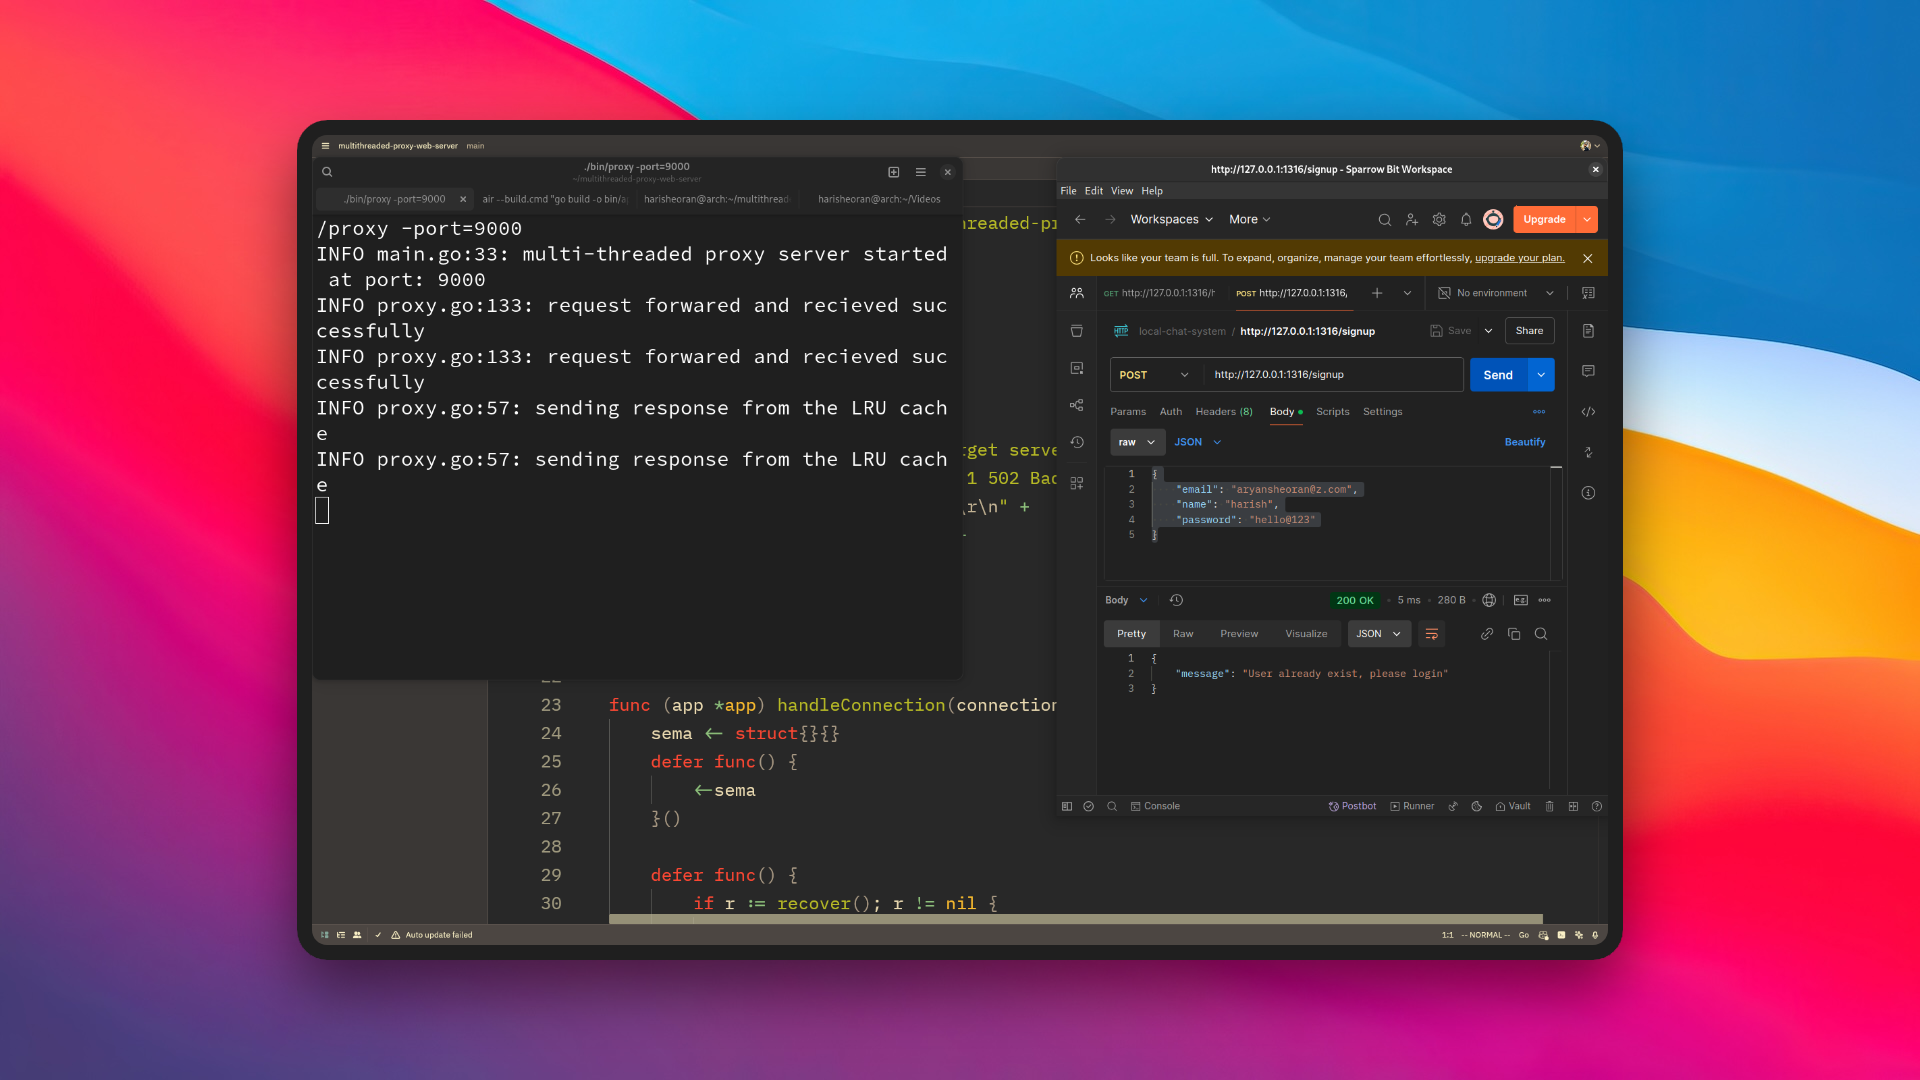 multithreaded-proxy-web-server main
./bin/proxy -port=9000
~/multithreaded-proxy-web-server
./bin/proxy -port=9000
air --build.cmd "go build -o bin/a
harisheoran@arch:~/multithread
harisheoran@arch:~/Videos
/proxy -port=9000
INFO main.go:33: multi-threaded proxy server started
at port: 9000
INFO proxy.go:133: request forwared and recieved suc
cessfully
INFO proxy.go:133: request forwared and recieved suc
cessfully
INFO proxy.go:57: sending response from the LRU cach
e
INFO proxy.go:57: sending response from the LRU cach
e
readed-pr
rget serve
1 502 Bad
\r\n" +
22
23 func (app *app) handleConnection(connection
24 sema <- struct{}{}
25 defer func() {
26 <-sema
27 }()
28
29 defer func() {
30 if r := recover(); r != nil {
Auto update failed
1:1 -- NORMAL -- Go
http://127.0.0.1:1316/signup - Sparrow Bit Workspace
File Edit View Help
Workspaces More Upgrade
Looks like your team is full. To expand, organize, manage your team effortlessly, upgrade your plan.
GET http://127.0.0.1:1316/h POST http://127.0.0.1:1316, No environment
HTTP local-chat-system / http://127.0.0.1:1316/signup Save Share
POST http://127.0.0.1:1316/signup Send
Params Auth Headers (8) Body Scripts Settings
raw JSON Beautify
1 {
2 "email": "aryansheoran@z.com",
3 "name": "harish",
4 "password": "hello@123"
5 }
Body 200 OK 5 ms 280 B
Pretty Raw Preview Visualize JSON
1 {
2 "message": "User already exist, please login"
3 }
Console Postbot Runner Vault